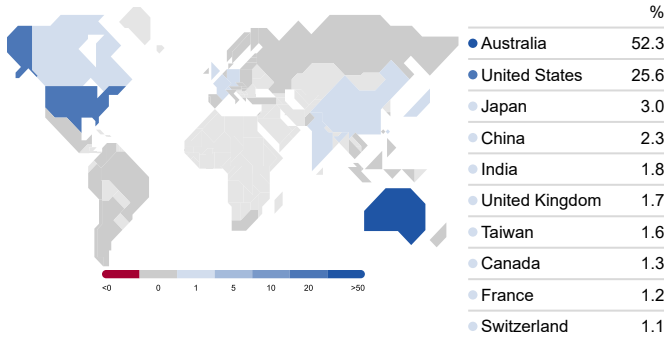 %
Australia 52.3
United States 25.6
Japan 3.0
China 2.3
India 1.8
United Kingdom 1.7
Taiwan 1.6
Canada 1.3
France 1.2
Switzerland 1.1
<0 0 1 5 10 20 >50